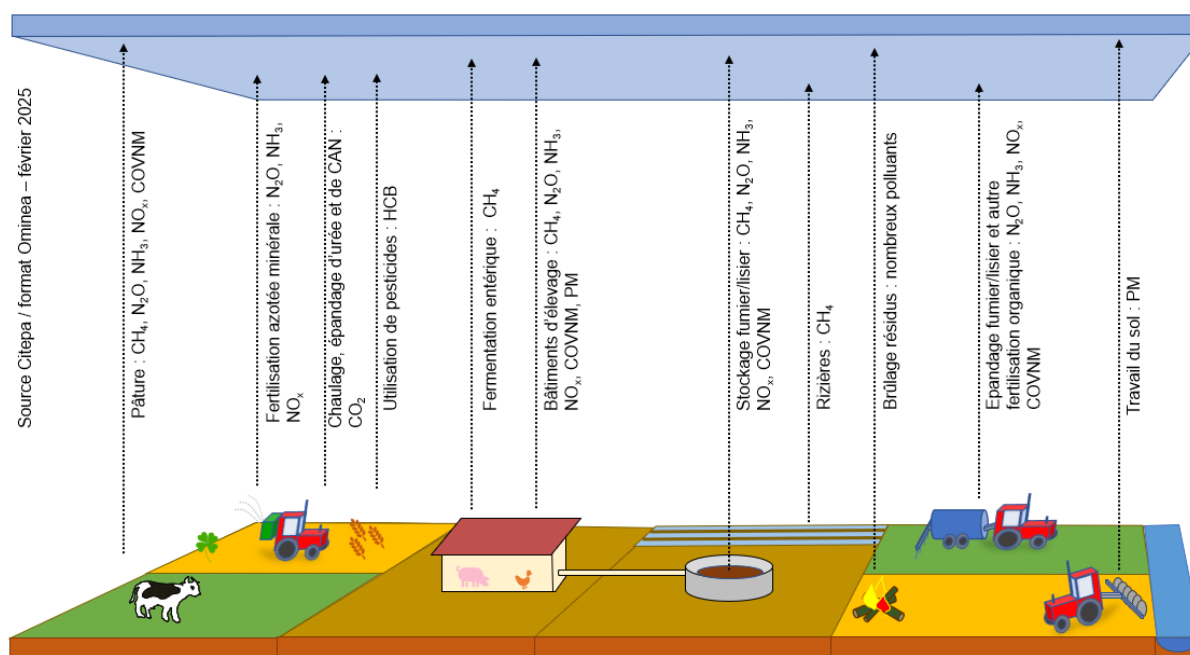 Source Citepa / format Ominea – février 2025
Pâture : CH₄, N₂O, NH₃, NOₓ, COVNM
Fertilisation azotée minérale : N₂O, NH₃,
NOₓ
Chaulage, épandage d'urée et de CAN :
CO₂
Utilisation de pesticides : HCB
Fermentation entérique : CH₄
Bâtiments d'élevage : CH₄, N₂O, NH₃,
NOₓ, COVNM, PM
Stockage fumier/lisier : CH₄, N₂O, NH₃,
NOₓ, COVNM
Rizières : CH₄
Brûlage résidus : nombreux polluants
Epandage fumier/lisier et autre
fertilisation organique : N₂O, NH₃, NOₓ,
COVNM
Travail du sol : PM